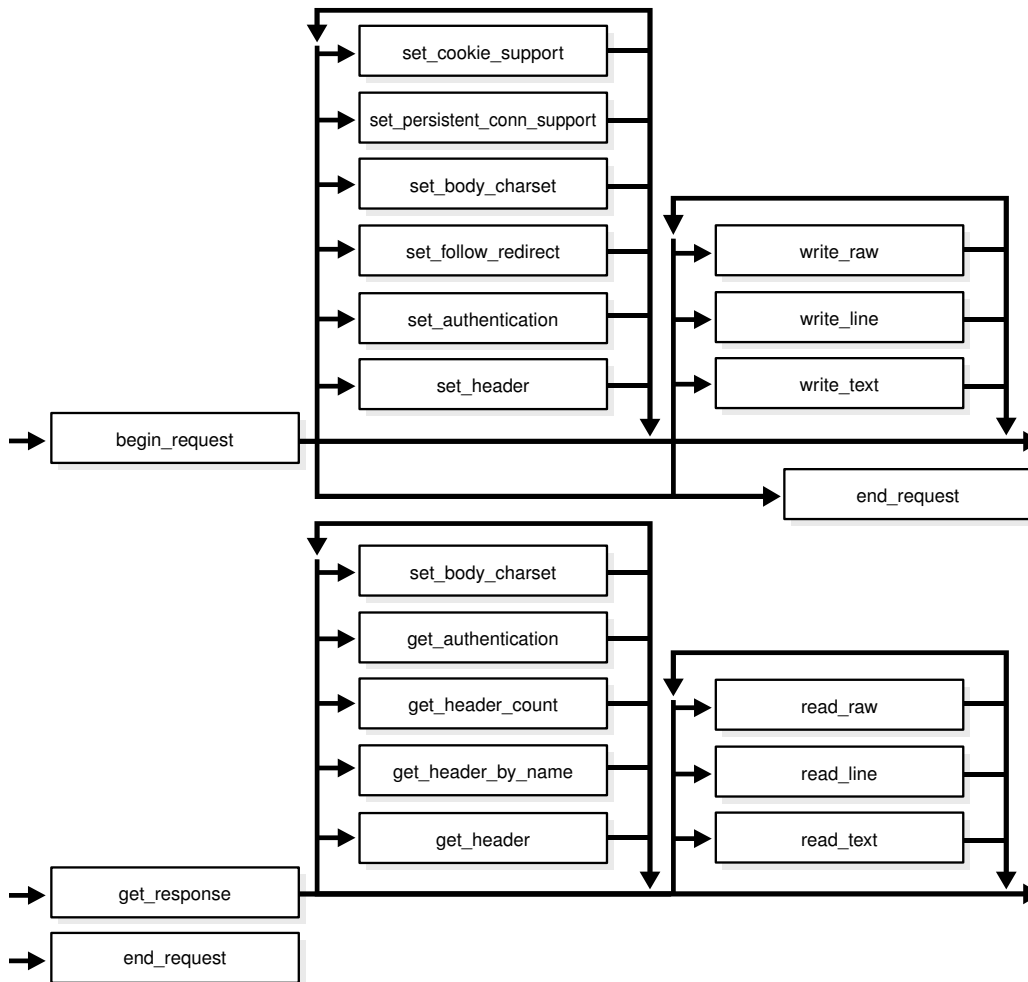 set_cookie_support
set_persistent_conn_support
set_body_charset
set_follow_redirect
set_authentication
set_header
write_raw
write_line
write_text
begin_request
end_request
set_body_charset
get_authentication
get_header_count
get_header_by_name
get_header
read_raw
read_line
read_text
get_response
end_request